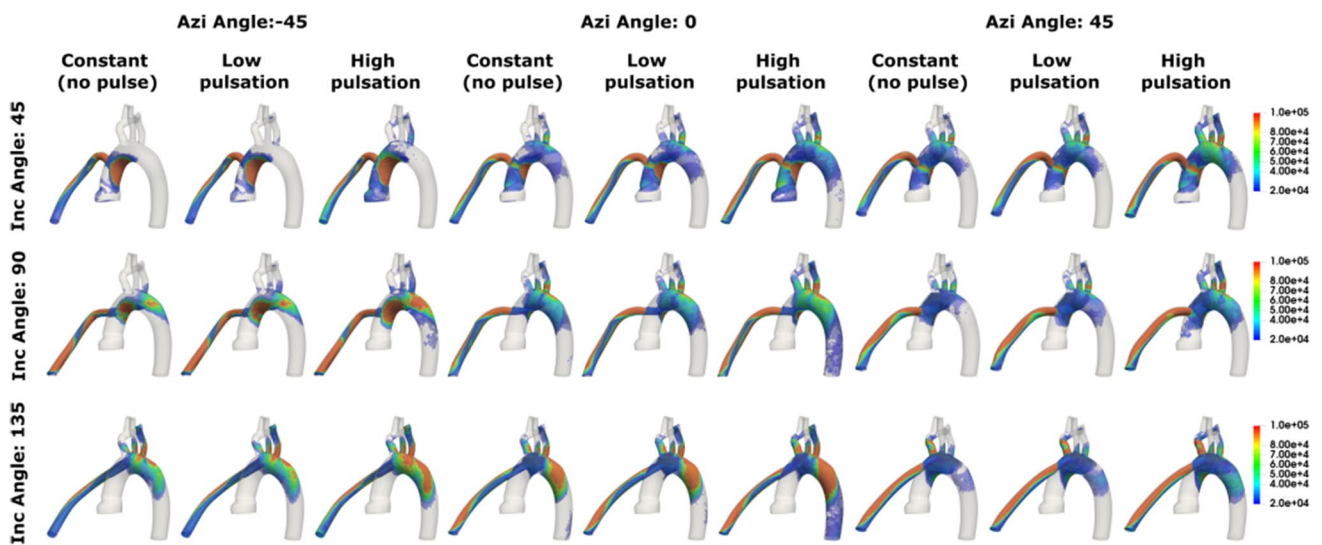 Azi Angle:-45 Azi Angle: 0 Azi Angle: 45
Constant Low High Constant Low High Constant Low High
(no pulse) pulsation pulsation (no pulse) pulsation pulsation (no pulse) pulsation pulsation
Inc Angle: 45
1.0e+05
8.00e+4
7.00e+4
6.00e+4
5.00e+4
4.00e+4
2.0e+04
Inc Angle: 90
1.0e+05
8.00e+4
7.00e+4
6.00e+4
5.00e+4
4.00e+4
2.0e+04
Inc Angle: 135
1.0e+05
8.00e+4
7.00e+4
6.00e+4
5.00e+4
4.00e+4
2.0e+04